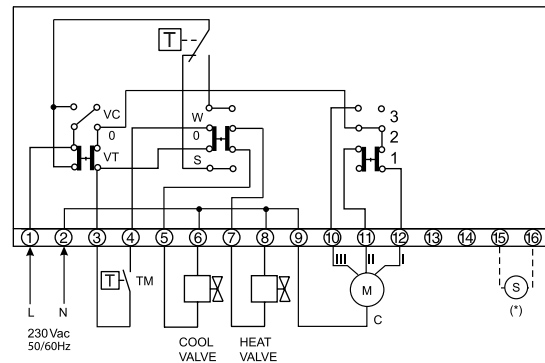 T
VC
0
VT
W
0
S
3
2
1
1 2 3 4 5 6 7 8 9 10 11 12 13 14 15 16
III II I
T TM
M
S
(*)
L N
C
230 Vac
50/60Hz
COOL
VALVE
HEAT
VALVE